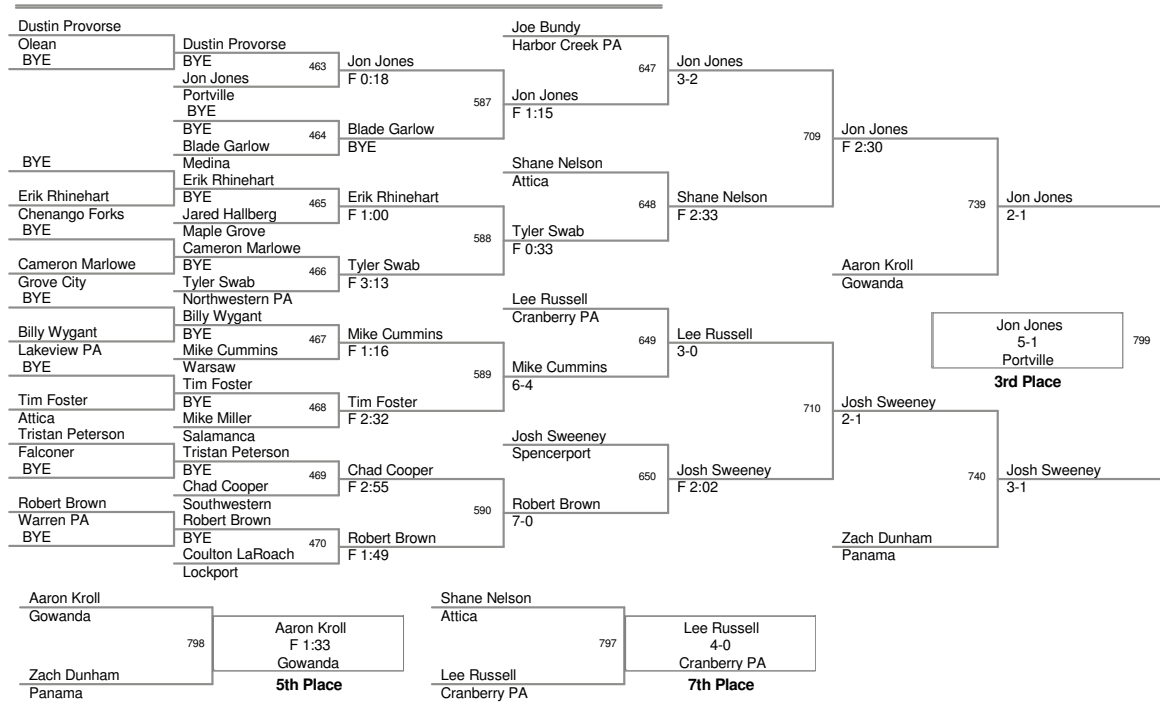 Dustin Provorse
Olean
BYE
BYE
Erik Rhinehart
Chenango Forks
BYE
Cameron Marlowe
Grove City
BYE
Billy Wygant
Lakeview PA
BYE
Tim Foster
Attica
Tristan Peterson
Falconer
BYE
Robert Brown
Warren PA
BYE
Dustin Provorse
BYE
463
Jon Jones
Portville
BYE
BYE
464
Blade Garlow
Medina
Erik Rhinehart
BYE
465
Jared Hallberg
Maple Grove
Cameron Marlowe
BYE
466
Tyler Swab
Northwestern PA
Billy Wygant
BYE
467
Mike Cummins
Warsaw
Tim Foster
BYE
468
Mike Miller
Salamanca
Tristan Peterson
BYE
469
Chad Cooper
Southwestern
Robert Brown
BYE
470
Coulton LaRoach
Lockport
Jon Jones
F 0:18
587
Blade Garlow
BYE
Erik Rhinehart
F 1:00
588
Tyler Swab
F 3:13
Mike Cummins
F 1:16
589
Tim Foster
F 2:32
Chad Cooper
F 2:55
590
Robert Brown
F 1:49
Joe Bundy
Harbor Creek PA
647
Jon Jones
F 1:15
Shane Nelson
Attica
648
Tyler Swab
F 0:33
Lee Russell
Cranberry PA
649
Mike Cummins
6-4
Josh Sweeney
Spencerport
650
Robert Brown
7-0
Jon Jones
3-2
709
Shane Nelson
F 2:33
Lee Russell
3-0
710
Josh Sweeney
F 2:02
Jon Jones
F 2:30
739
Aaron Kroll
Gowanda
Josh Sweeney
2-1
740
Zach Dunham
Panama
Jon Jones
2-1
Jon Jones
5-1
Portville
799
3rd Place
Josh Sweeney
3-1
Aaron Kroll
Gowanda
798
Zach Dunham
Panama
Aaron Kroll
F 1:33
Gowanda
5th Place
Shane Nelson
Attica
797
Lee Russell
Cranberry PA
Lee Russell
4-0
Cranberry PA
7th Place